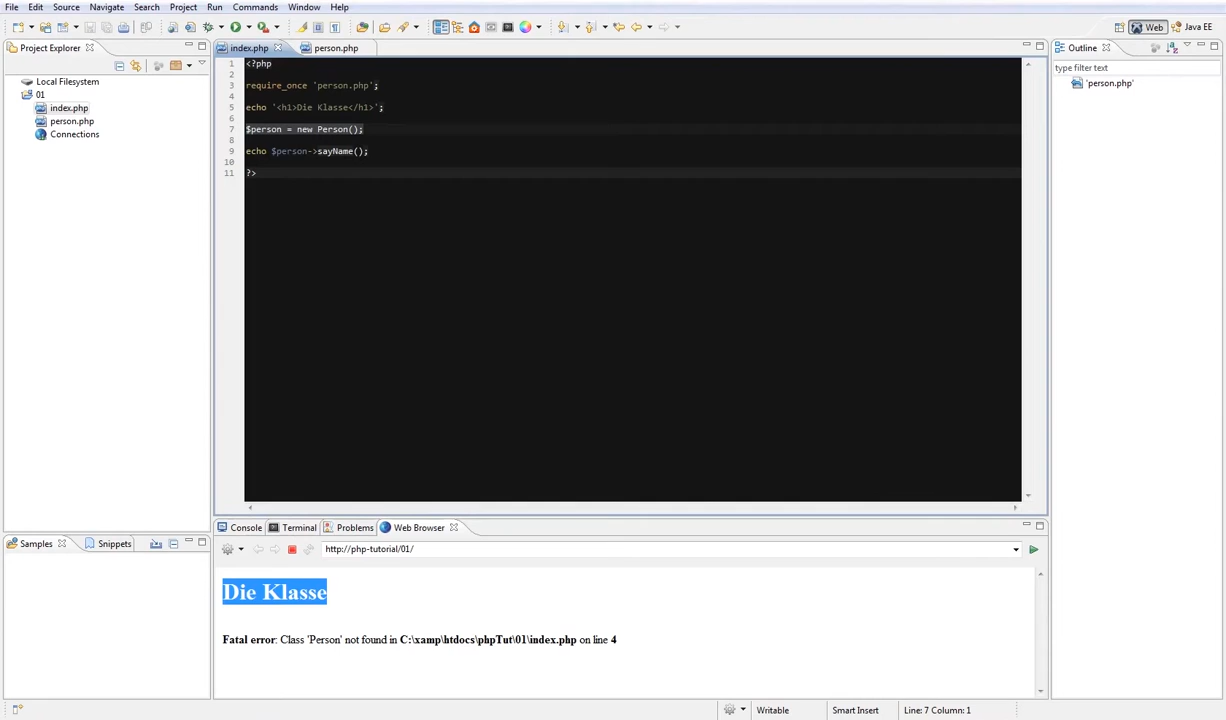 File Edit Source Navigate Search Project Run Commands Window Help
Web Java EE
Project Explorer
Local Filesystem
01
index.php
person.php
Connections
index.php person.php
1 <?php
2
3 require_once 'person.php';
4
5 echo '<h1>Die Klasse</h1>';
6
7 $person = new Person();
8
9 echo $person->sayName();
10
11 ?>
Outline
type filter text
'person.php'
Samples Snippets
Console Terminal Problems Web Browser
http://php-tutorial/01/
Die Klasse
Fatal error: Class 'Person' not found in C:\xamp\htdocs\phpTut\01\index.php on line 4
Writable Smart Insert Line: 7 Column: 1